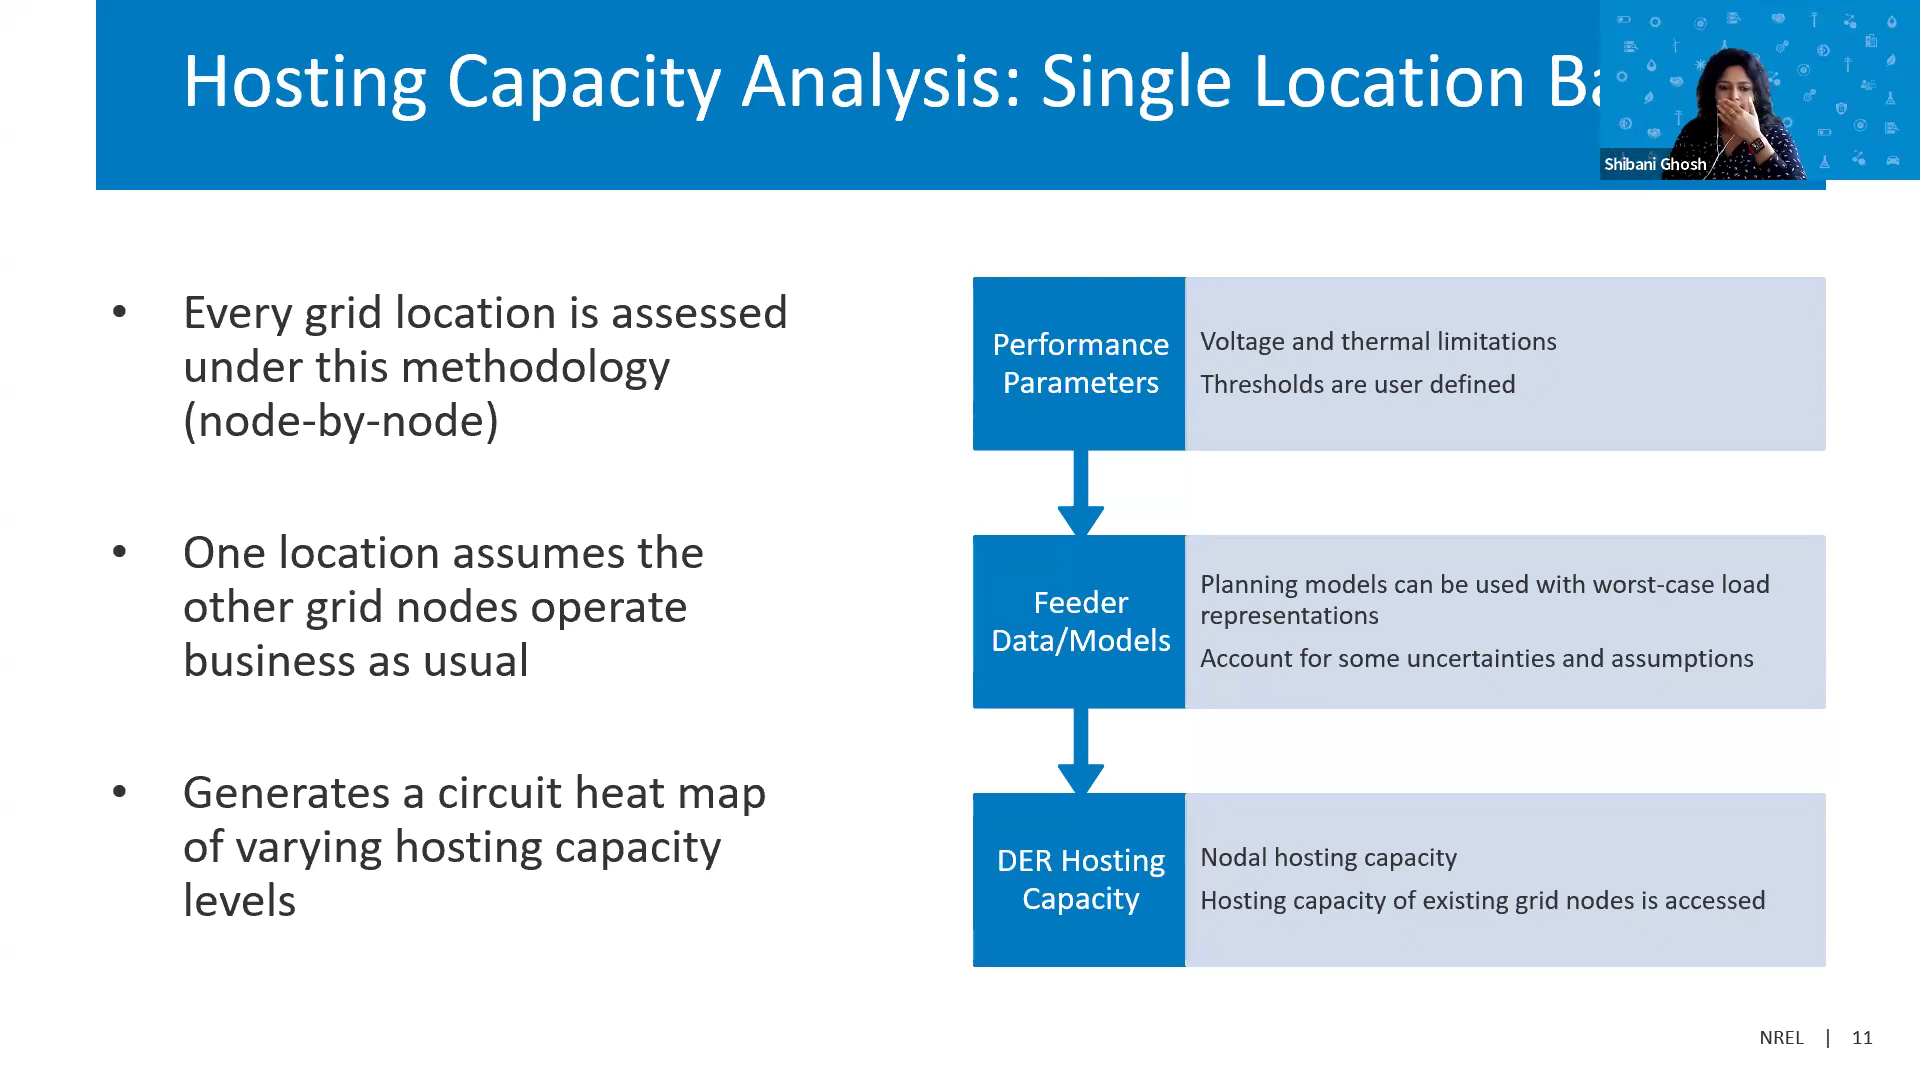 Hosting Capacity Analysis: Single Location
Shibani Ghosh
• Every grid location is assessed
under this methodology
(node-by-node)
• One location assumes the
other grid nodes operate
business as usual
• Generates a circuit heat map
of varying hosting capacity
levels
Performance
Parameters
Voltage and thermal limitations
Thresholds are user defined
Feeder
Data/Models
Planning models can be used with worst-case load
representations
Account for some uncertainties and assumptions
DER Hosting
Capacity
Nodal hosting capacity
Hosting capacity of existing grid nodes is accessed
NREL | 11